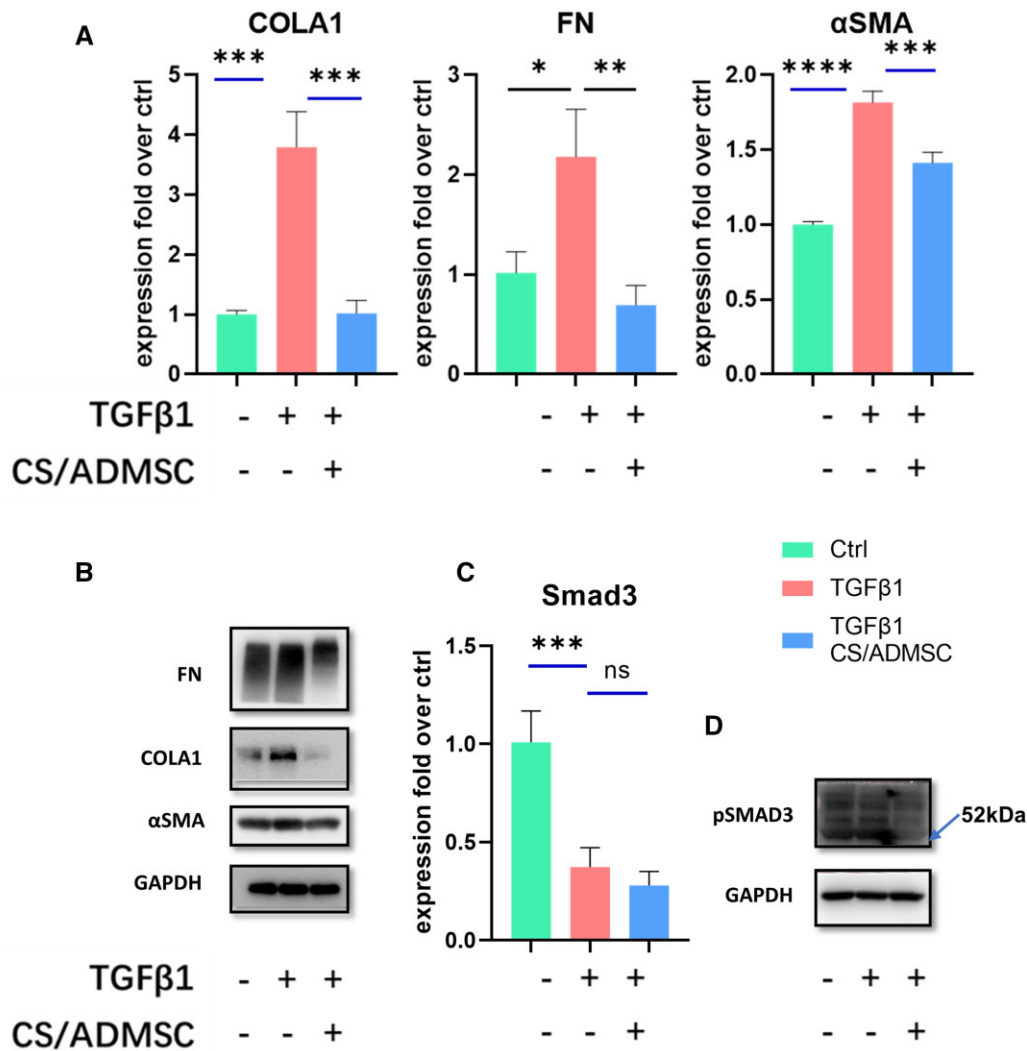 A
COLA1
FN
αSMA
expression fold over ctrl
5
4
3
2
1
0
*** ***
expression fold over ctrl
3
2
1
0
* **
expression fold over ctrl
2.0
1.5
1.0
0.5
0.0
**** ***
TGFβ1 - + + - + + - + +
CS/ADMSC - - + - - + - - +
Ctrl
TGFβ1
TGFβ1
CS/ADMSC
B
FN
COLA1
αSMA
GAPDH
TGFβ1 - + +
CS/ADMSC - - +
C
Smad3
expression fold over ctrl
1.5
1.0
0.5
0.0
***
ns
- + +
- - +
D
pSMAD3
52kDa
GAPDH
- + +
- - +